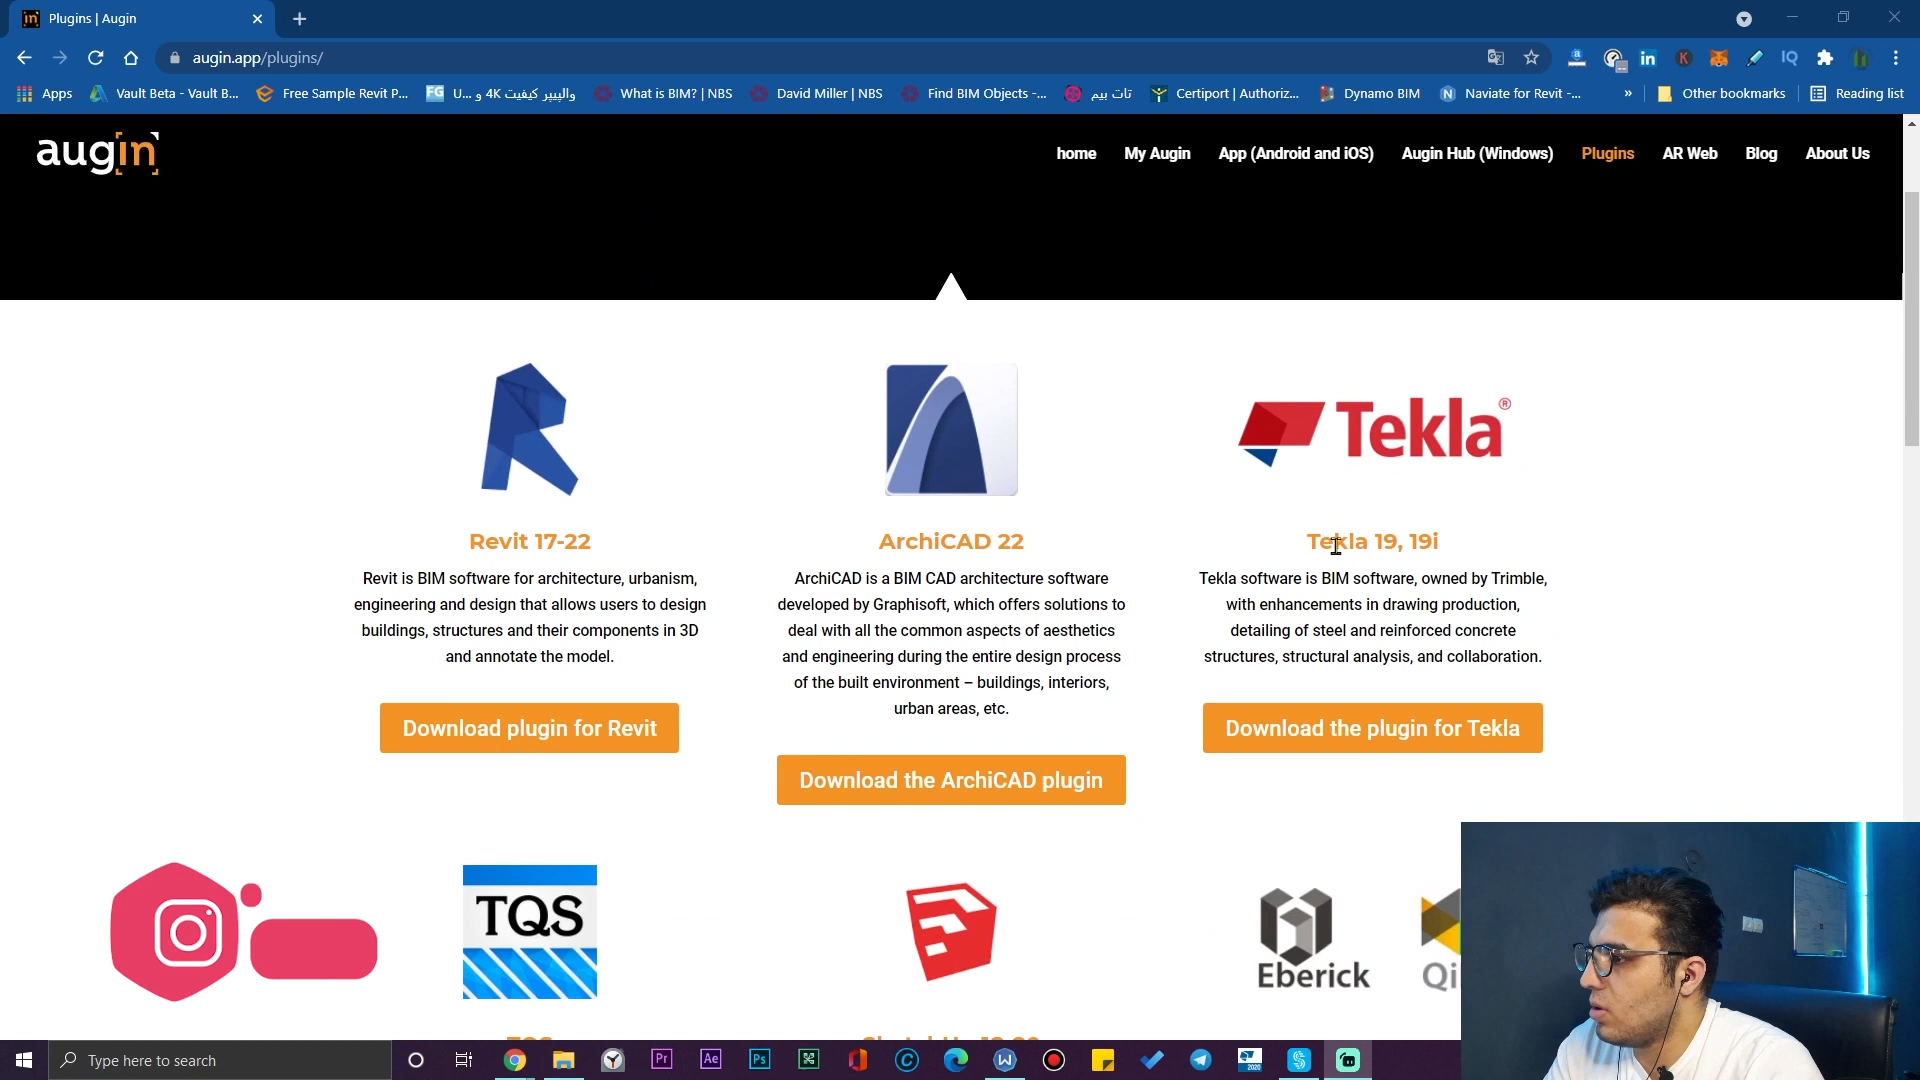 Plugins | Augin
augin.app/plugins/
Apps
Vault Beta - Vault B...
Free Sample Revit P...
والپیپر کیفیت 4K و ...U
What is BIM? | NBS
David Miller | NBS
Find BIM Objects -...
تات بیم
Certiport | Authoriz...
Dynamo BIM
Naviate for Revit -...
»
Other bookmarks
Reading list
augin
home
My Augin
App (Android and iOS)
Augin Hub (Windows)
Plugins
AR Web
Blog
About Us
Tekla®
Revit 17-22
Revit is BIM software for architecture, urbanism,
engineering and design that allows users to design
buildings, structures and their components in 3D
and annotate the model.
Download plugin for Revit
ArchiCAD 22
ArchiCAD is a BIM CAD architecture software
developed by Graphisoft, which offers solutions to
deal with all the common aspects of aesthetics
and engineering during the entire design process
of the built environment – buildings, interiors,
urban areas, etc.
Download the ArchiCAD plugin
Tekla 19, 19i
Tekla software is BIM software, owned by Trimble,
with enhancements in drawing production,
detailing of steel and reinforced concrete
structures, structural analysis, and collaboration.
Download the plugin for Tekla
TQS
Eberick
Qi
Type here to search